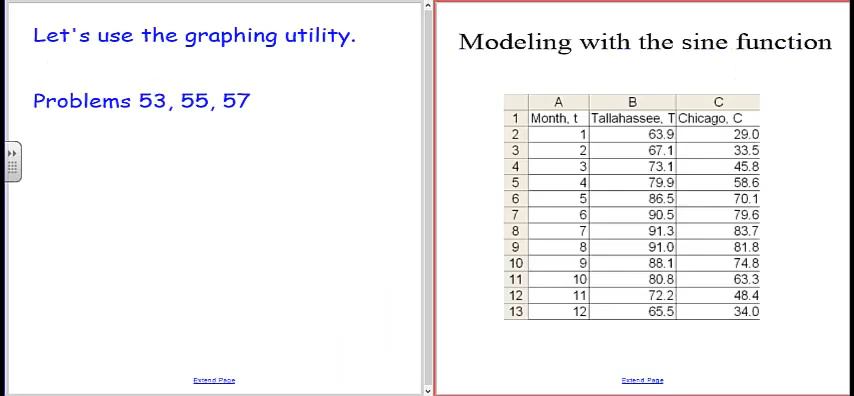 Let's use the graphing utility.
Problems 53, 55, 57
Extend Page
Modeling with the sine function
A B C
1 Month, t Tallahassee, T Chicago, C
2 1 63.9 29.0
3 2 67.1 33.5
4 3 73.1 45.8
5 4 79.9 58.6
6 5 86.5 70.1
7 6 90.5 79.6
8 7 91.3 83.7
9 8 91.0 81.8
10 9 88.1 74.8
11 10 80.8 63.3
12 11 72.2 48.4
13 12 65.5 34.0
Extend Page